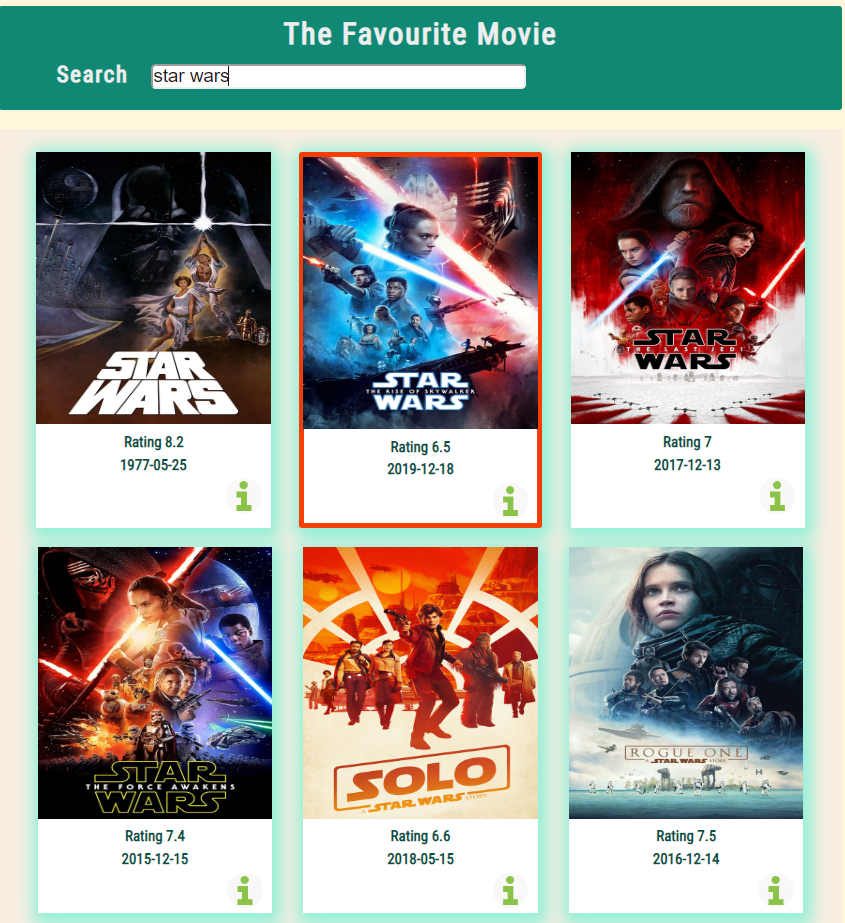 The Favourite Movie
Search star wars
STAR
WARS
Rating 8.2
1977-05-25
STAR
THE RISE OF SKYWALKER
WARS
Rating 6.5
2019-12-18
STAR
THE LAST JEDI
WARS
Rating 7
2017-12-13
STAR
THE FORCE AWAKENS
WARS
Rating 7.4
2015-12-15
SOLO
A STAR WARS STORY
Rating 6.6
2018-05-15
ROGUE ONE
A STAR WARS STORY
Rating 7.5
2016-12-14